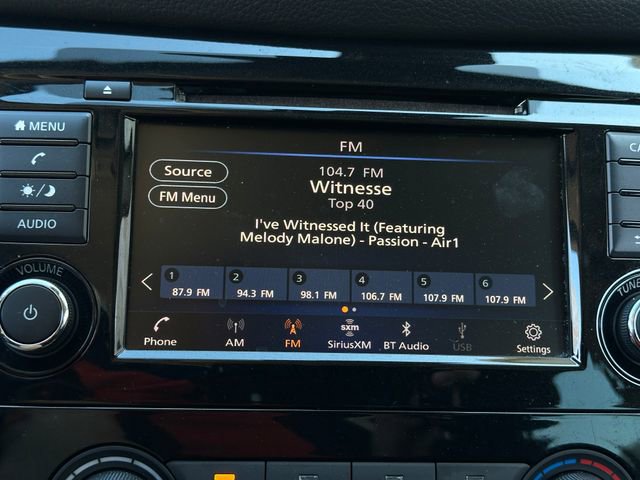 MENU
CA
AUDIO
VOLUME
TUNE
FM
Source
FM Menu
104.7 FM
Witnesse
Top 40
I've Witnessed It (Featuring
Melody Malone) - Passion - Air1
1 2 3 4 5 6
87.9 FM 94.3 FM 98.1 FM 106.7 FM 107.9 FM 107.9 FM
sxm
Phone AM FM SiriusXM BT Audio USB Settings